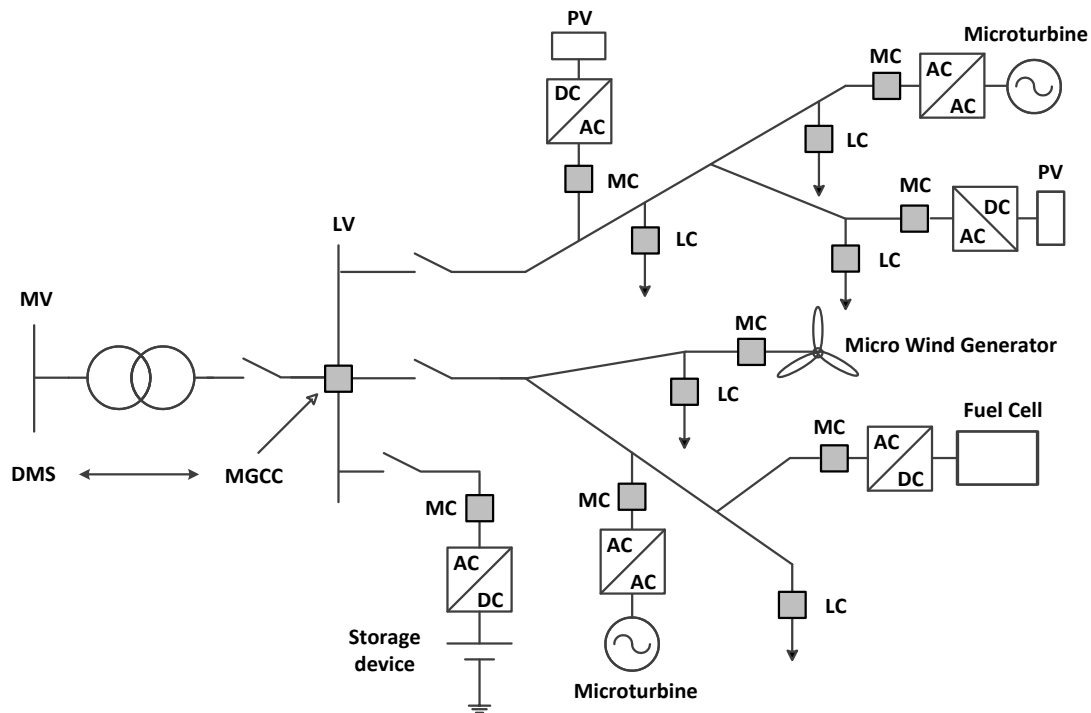 PV
Microturbine
MC
AC
AC
DC
AC
LC
MC
MC
PV
DC
AC
LV
LC
LC
MV
MC
Micro Wind Generator
LC
Fuel Cell
MC
DMS
MGCC
AC
DC
MC
MC
AC
DC
AC
AC
LC
Storage
device
Microturbine